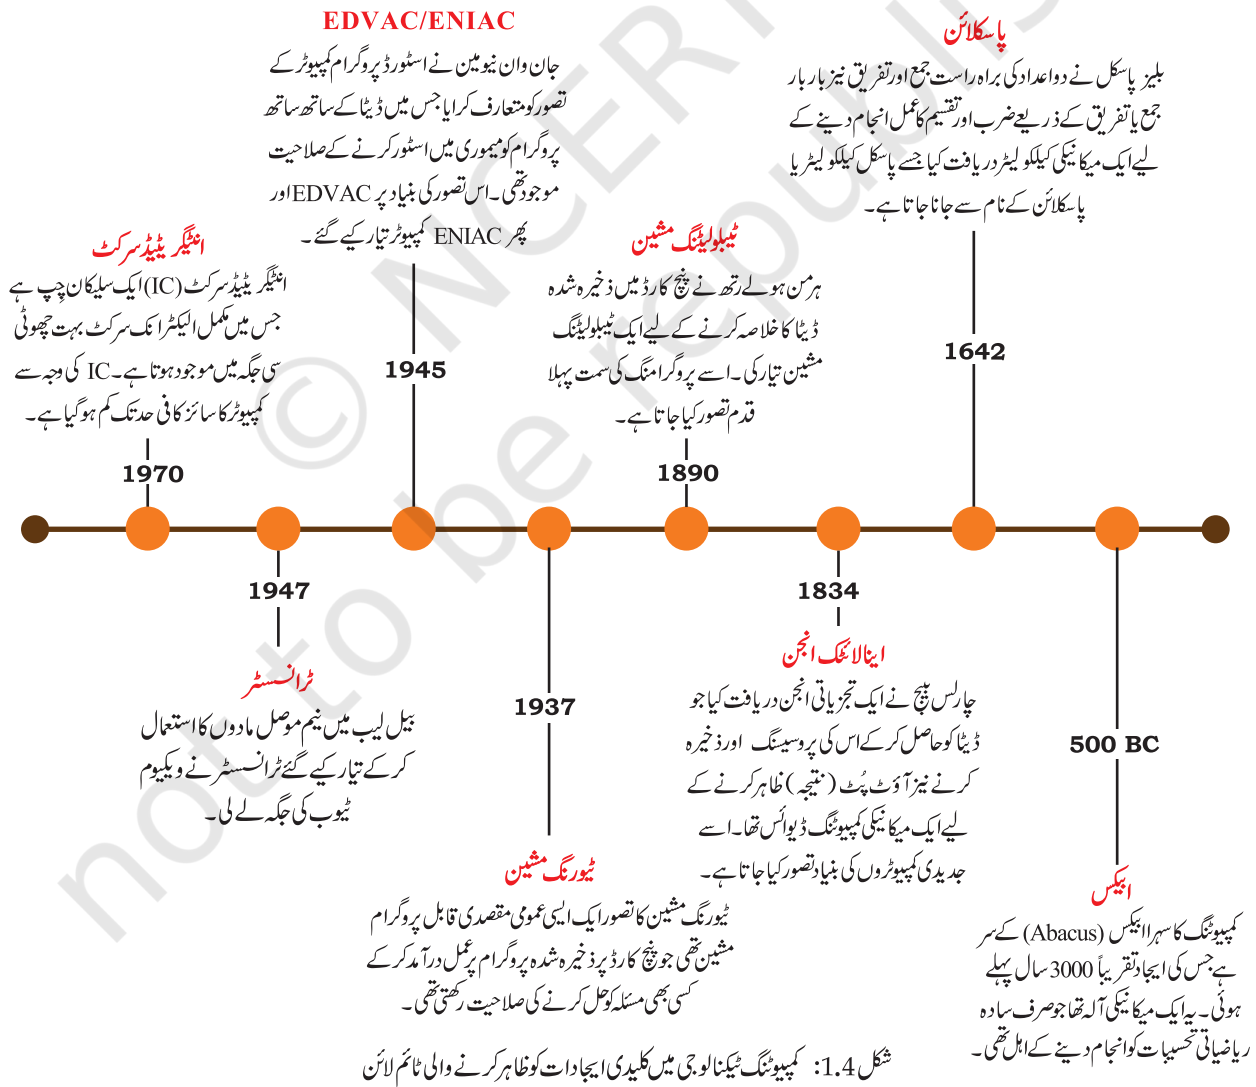 EDVAC/ENIAC
جان وان نیومین نے اسٹورڈ پروگرام کمپیوٹر کے
تصور کو متعارف کرایا جس میں ڈیٹا کے ساتھ ساتھ
پروگرام کو میموری میں اسٹور کرنے کے صلاحیت
موجود تھی۔ اس تصور کی بنیاد پر EDVAC اور
پھر ENIAC کمپیوٹر تیار کیے گئے۔
1945
پاسکلائن
بلیز پاسکل نے دو اعداد کی براہ راست جمع اور تفریق نیز بار بار
جمع یا تفریق کے ذریعے ضرب اور تقسیم کا عمل انجام دینے کے
لیے ایک میکانیکی کیلکولیٹر دریافت کیا جسے پاسکل کیلکولیٹر یا
پاسکلائن کے نام سے جانا جاتا ہے۔
1642
ٹیبولیٹنگ مشین
ہرمن ہولے رتھ نے پنچ کارڈ میں ذخیرہ شدہ
ڈیٹا کا خلاصہ کرنے کے لیے ایک ٹیبولیٹنگ
مشین تیار کی۔ اسے پروگرامنگ کی سمت پہلا
قدم تصور کیا جاتا ہے۔
1890
انٹگریٹیڈ سرکٹ
انٹگریٹیڈ سرکٹ (IC) ایک سلیکان چِپ ہے
جس میں مکمل الیکٹرانک سرکٹ بہت چھوٹی
سی جگہ میں موجود ہوتا ہے۔ IC کی وجہ سے
کمپیوٹر کا سائز کافی حد تک کم ہو گیا ہے۔
1970
500 BC
ابیکس
کمپیوٹنگ کا سہرا ابیکس (Abacus) کے سر
ہے جس کی ایجاد تقریباً 3000 سال پہلے
ہوئی۔ یہ ایک میکانیکی آلہ تھا جو صرف سادہ
ریاضیاتی تحسیبات کو انجام دینے کے اہل تھی۔
1834
اینالائٹک انجن
چارلس بیبج نے ایک تجزیاتی انجن دریافت کیا جو
ڈیٹا کو حاصل کر کے اس کی پروسیسنگ اور ذخیرہ
کرنے نیز آؤٹ پُٹ (نتیجہ) ظاہر کرنے کے
لیے ایک میکانیکی کمپیوٹنگ ڈیوائس تھا۔ اسے
جدیدی کمپیوٹروں کی بنیاد تصور کیا جاتا ہے۔
1937
ٹیورنگ مشین
ٹیورنگ مشین کا تصور ایک ایسی عمومی مقصدی قابل پروگرام
مشین تھی جو پنچ کارڈ پر ذخیرہ شدہ پروگرام پر عمل درآمد کر کے
کسی بھی مسئلہ کو حل کرنے کی صلاحیت رکھتی تھی۔
1947
ٹرانسسٹر
بیل لیب میں نیم موصل مادوں کا استعمال
کر کے تیار کیے گئے ٹرانسسٹر نے ویکیوم
ٹیوب کی جگہ لے لی۔
شکل 1.4: کمپیوٹنگ ٹیکنالوجی میں کلیدی ایجادات کو ظاہر کرنے والی ٹائم لائن
© NCERT
not to be republis